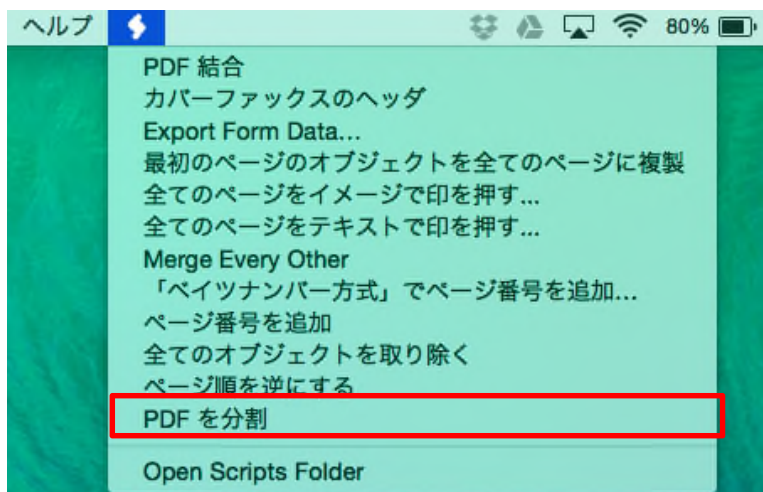 ヘルプ 80%
PDF 結合
カバーファックスのヘッダ
Export Form Data...
最初のページのオブジェクトを全てのページに複製
全てのページをイメージで印を押す...
全てのページをテキストで印を押す...
Merge Every Other
「ベイツナンバー方式」でページ番号を追加...
ページ番号を追加
全てのオブジェクトを取り除く
ページ順を逆にする
PDF を分割
Open Scripts Folder